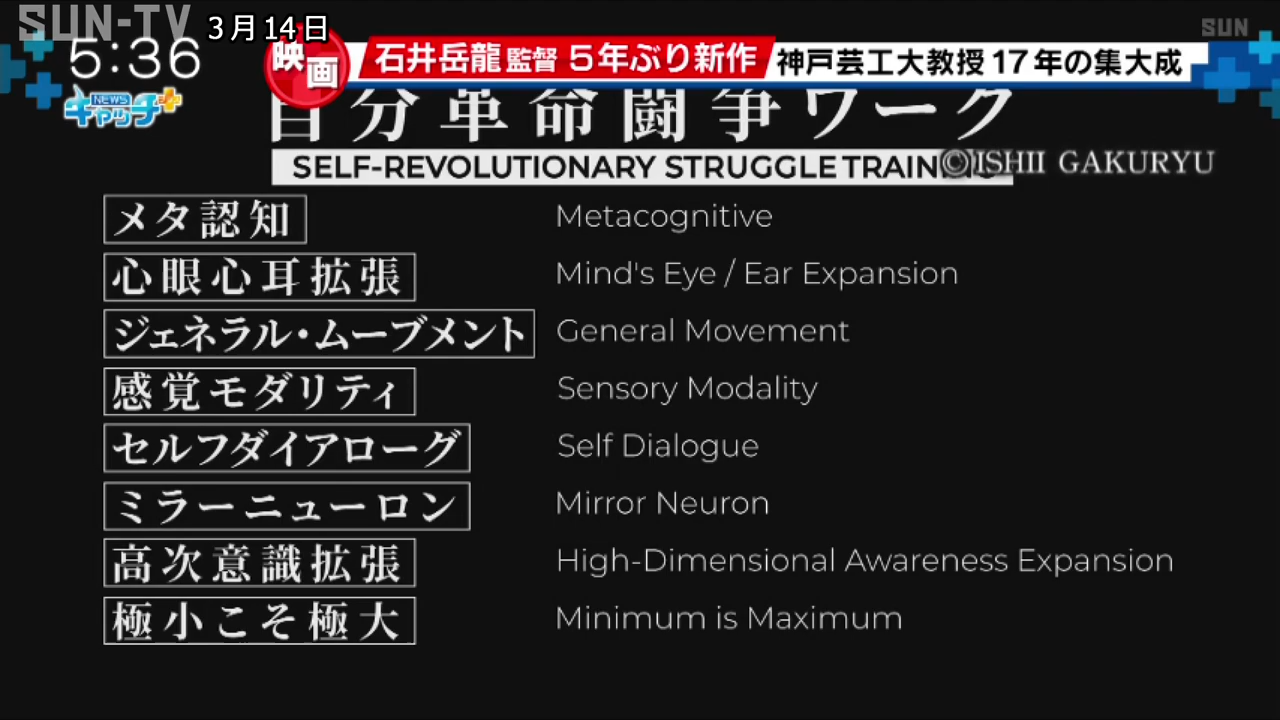 SUN-TV 3月14日
5:36
NEWS
キャッチ+
映画
石井岳龍監督 5年ぶり新作
神戸芸工大教授 17年の集大成
SUN
自分革命闘争ワーク
SELF-REVOLUTIONARY STRUGGLE TRAINING
©ISHII GAKURYU
メタ認知 Metacognitive
心眼心耳拡張 Mind's Eye / Ear Expansion
ジェネラル・ムーブメント General Movement
感覚モダリティ Sensory Modality
セルフダイアローグ Self Dialogue
ミラーニューロン Mirror Neuron
高次意識拡張 High-Dimensional Awareness Expansion
極小こそ極大 Minimum is Maximum